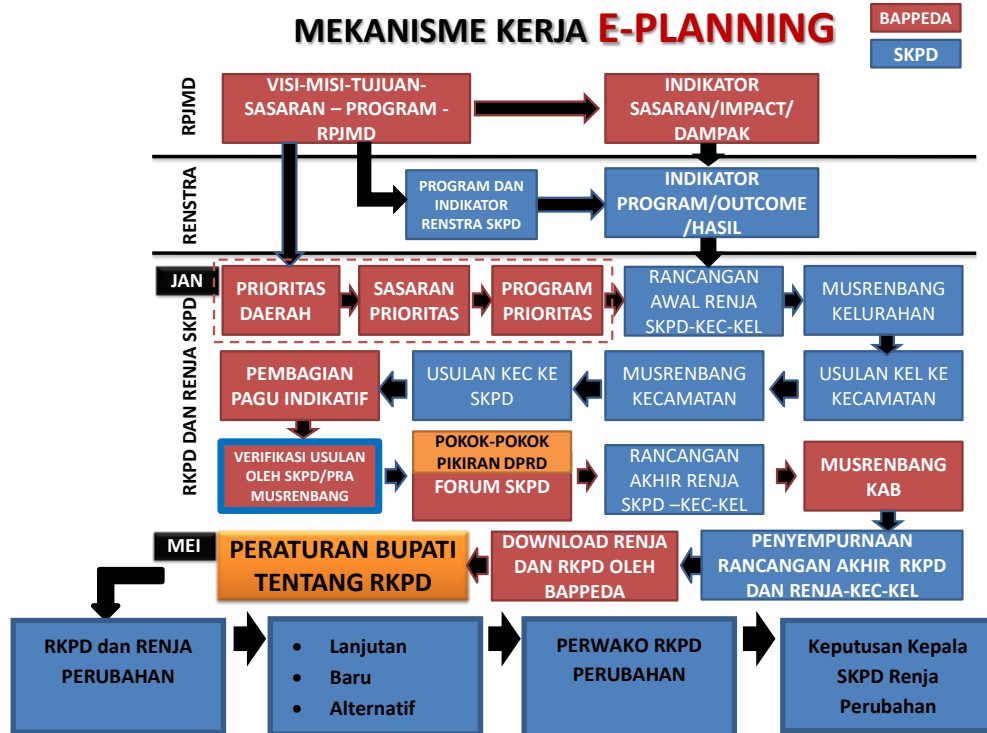 MEKANISME KERJA E-PLANNING
BAPPEDA
SKPD
RPJMD
VISI-MISI-TUJUAN-
SASARAN – PROGRAM -
RPJMD
INDIKATOR
SASARAN/IMPACT/
DAMPAK
RENSTRA
PROGRAM DAN
INDIKATOR
RENSTRA SKPD
INDIKATOR
PROGRAM/OUTCOME
/HASIL
RKPD DAN RENJA SKPD
JAN
PRIORITAS
DAERAH
SASARAN
PRIORITAS
PROGRAM
PRIORITAS
RANCANGAN
AWAL RENJA
SKPD-KEC-KEL
MUSRENBANG
KELURAHAN
USULAN KEL KE
KECAMATAN
MUSRENBANG
KECAMATAN
USULAN KEC KE
SKPD
PEMBAGIAN
PAGU INDIKATIF
VERIFIKASI USULAN
OLEH SKPD/PRA
MUSRENBANG
POKOK-POKOK
PIKIRAN DPRD
FORUM SKPD
RANCANGAN
AKHIR RENJA
SKPD –KEC-KEL
MUSRENBANG
KAB
PENYEMPURNAAN
RANCANGAN AKHIR RKPD
DAN RENJA-KEC-KEL
DOWNLOAD RENJA
DAN RKPD OLEH
BAPPEDA
MEI
PERATURAN BUPATI
TENTANG RKPD
RKPD dan RENJA
PERUBAHAN
• Lanjutan
• Baru
• Alternatif
PERWAKO RKPD
PERUBAHAN
Keputusan Kepala
SKPD Renja
Perubahan